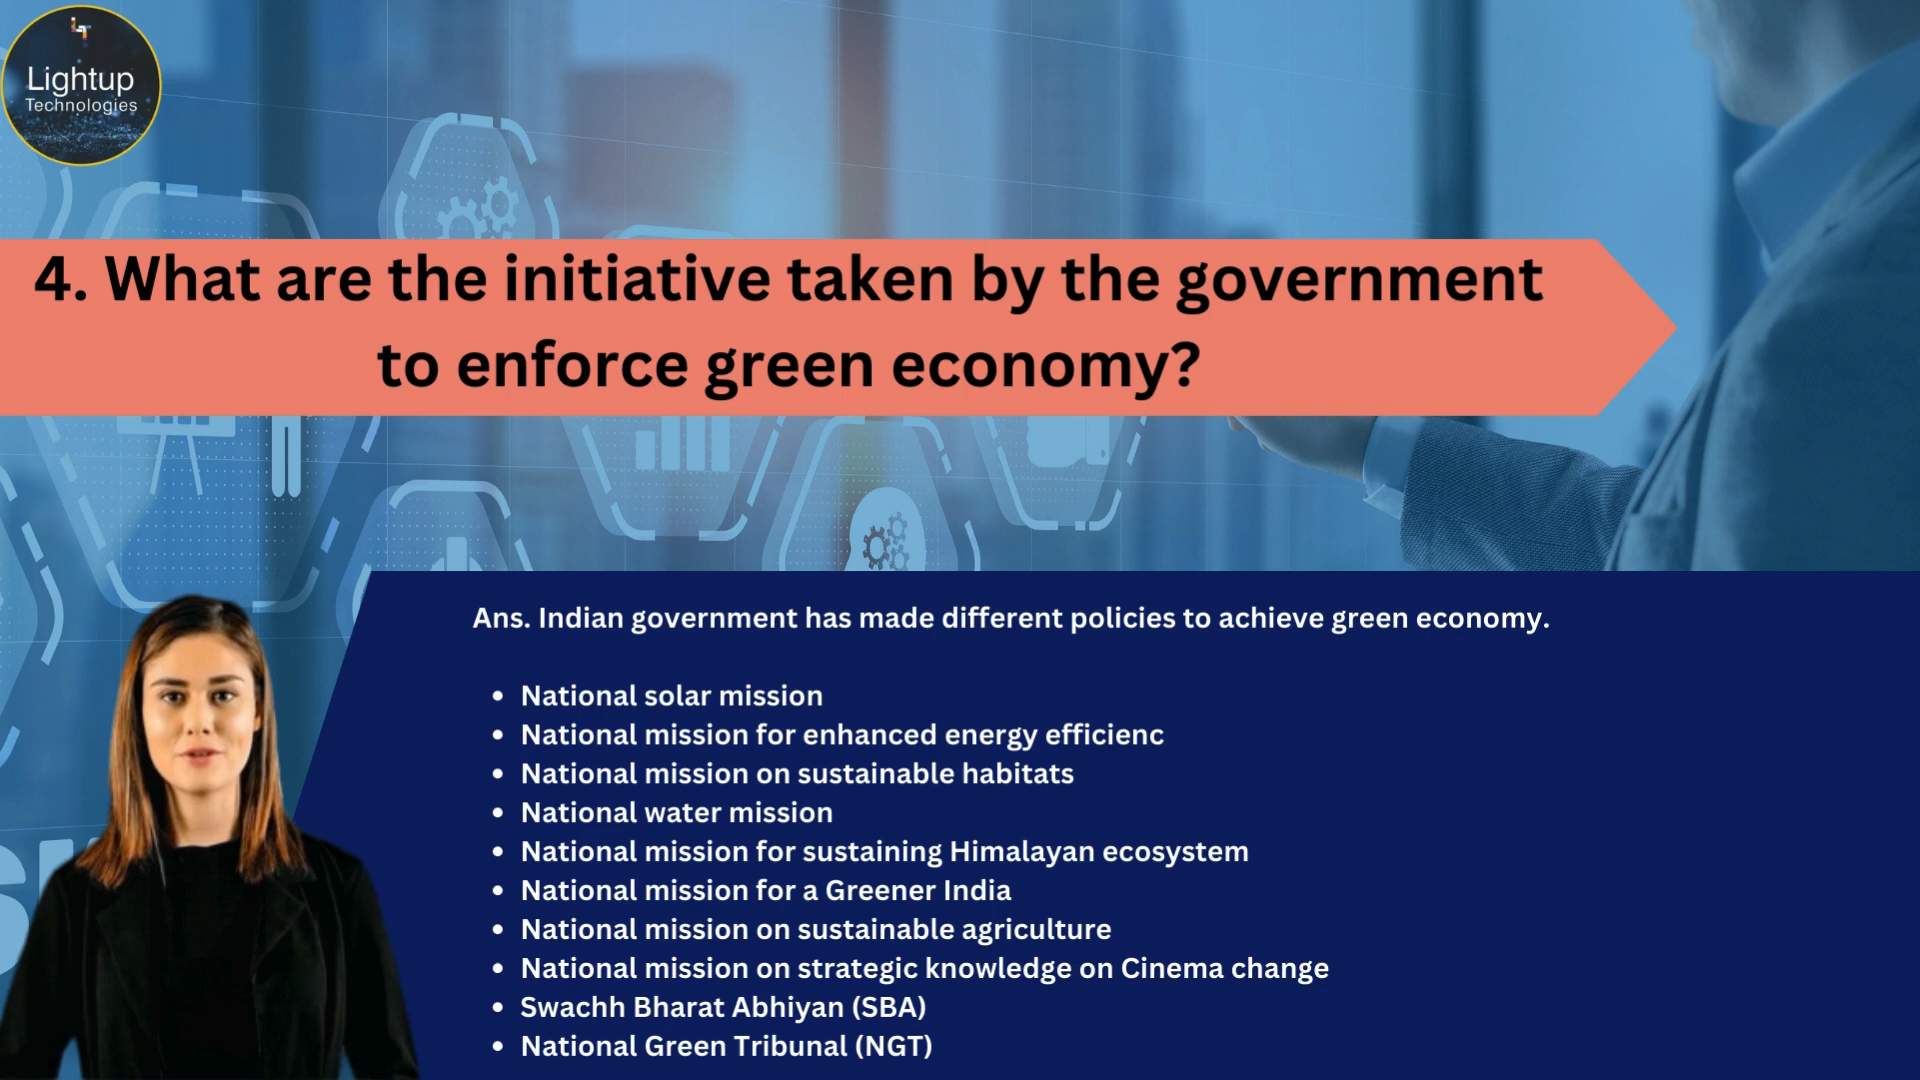 LT
Lightup
Technologies
4. What are the initiative taken by the government
to enforce green economy?
Ans. Indian government has made different policies to achieve green economy.
• National solar mission
• National mission for enhanced energy efficienc
• National mission on sustainable habitats
• National water mission
• National mission for sustaining Himalayan ecosystem
• National mission for a Greener India
• National mission on sustainable agriculture
• National mission on strategic knowledge on Cinema change
• Swachh Bharat Abhiyan (SBA)
• National Green Tribunal (NGT)